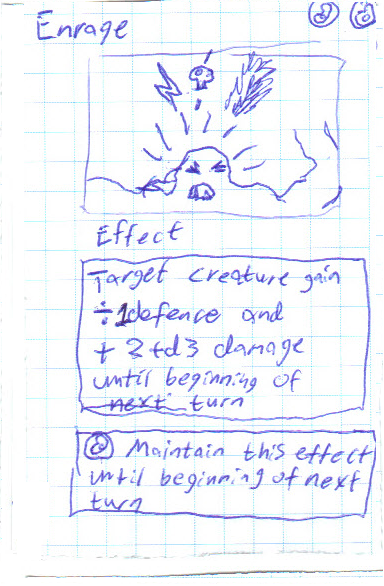 Enrage
Effect
Target creature gain
÷1 defence and
+ 2+d3 damage
until beginning of
next turn
Maintain this effect
until beginning of next
turn